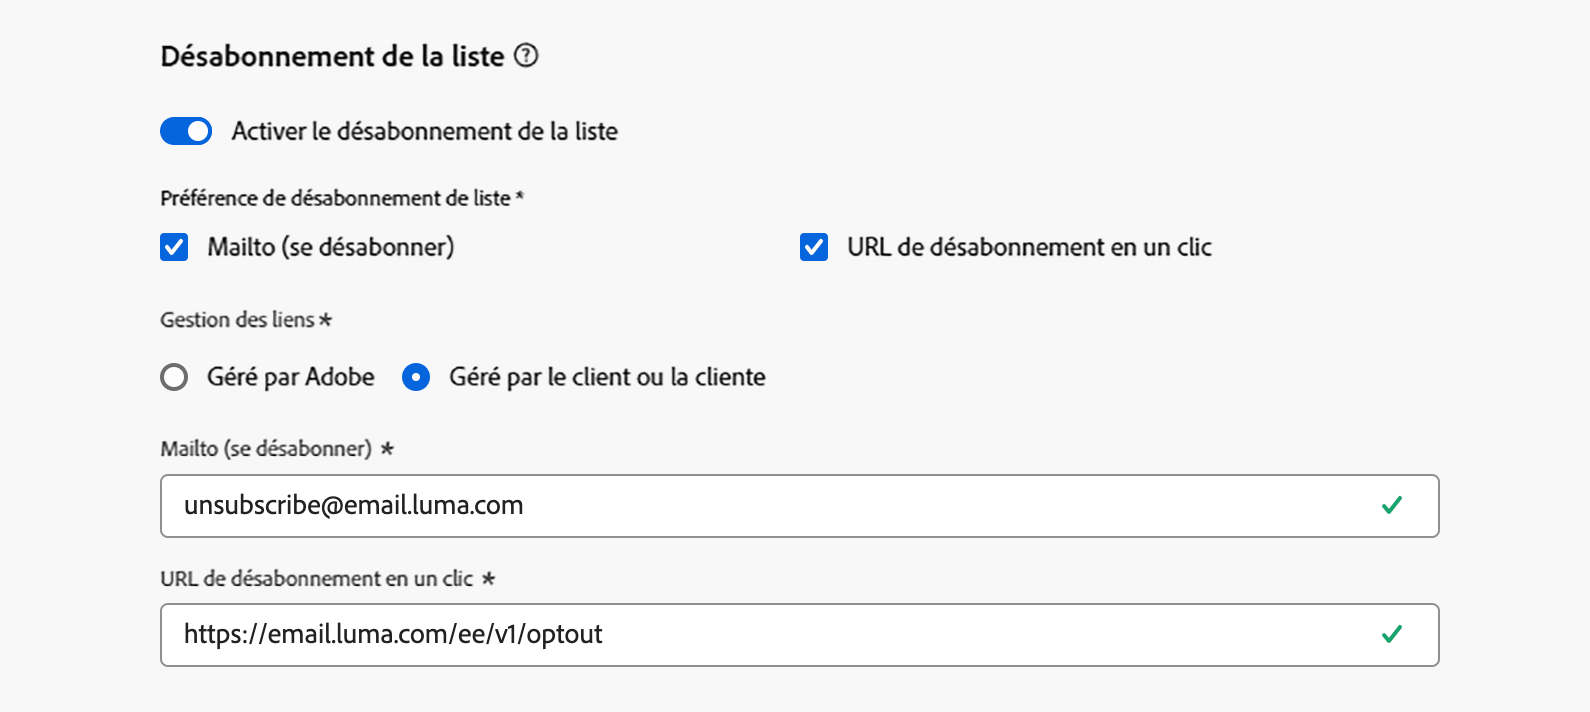 Désabonnement de la liste ?
Activer le désabonnement de la liste
Préférence de désabonnement de liste *
Mailto (se désabonner) URL de désabonnement en un clic
Gestion des liens *
Géré par Adobe Géré par le client ou la cliente
Mailto (se désabonner) *
unsubscribe@email.luma.com
URL de désabonnement en un clic *
https://email.luma.com/ee/v1/optout